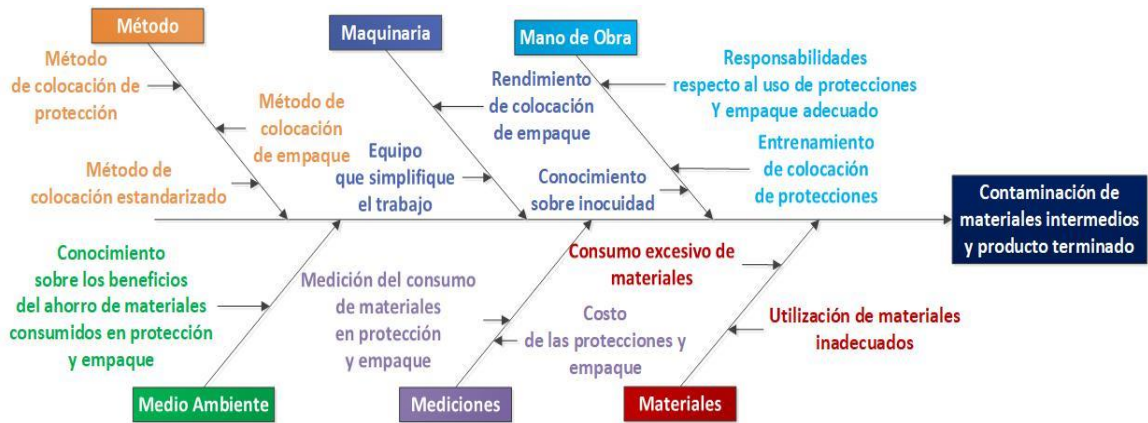 Método
Maquinaria
Mano de Obra
Método
de colocación de
protección
Método de
colocación
de empaque
Método de
colocación estandarizado
Rendimiento
de colocación
de empaque
Equipo
que simplifique
el trabajo
Responsabilidades
respecto al uso de protecciones
Y empaque adecuado
Entrenamiento
de colocación
de protecciones
Conocimiento
sobre inocuidad
Contaminación de
materiales intermedios
y producto terminado
Conocimiento
sobre los beneficios
del ahorro de materiales
consumidos en protección
y empaque
Medición del consumo
de materiales
en protección
y empaque
Costo
de las protecciones y
empaque
Consumo excesivo de
materiales
Utilización de materiales
inadecuados
Medio Ambiente
Mediciones
Materiales